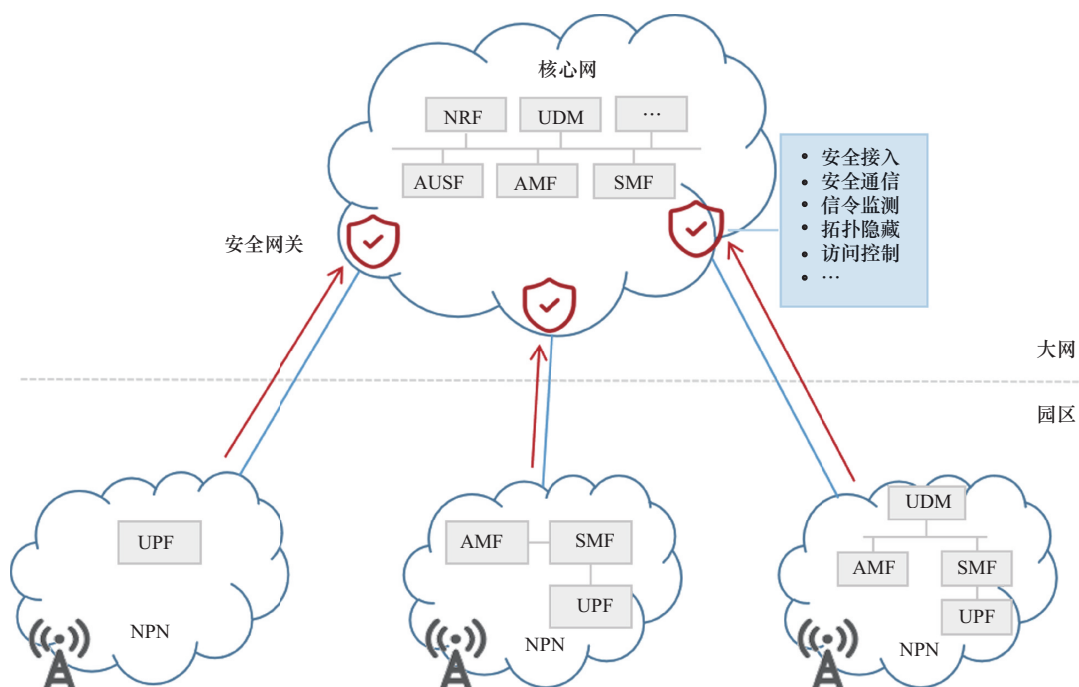 核心网
NRF
UDM
…
AUSF
AMF
SMF
• 安全接入
• 安全通信
• 信令监测
• 拓扑隐藏
• 访问控制
• …
安全网关
大网
园区
UPF
NPN
AMF
SMF
UPF
NPN
UDM
AMF
SMF
UPF
NPN